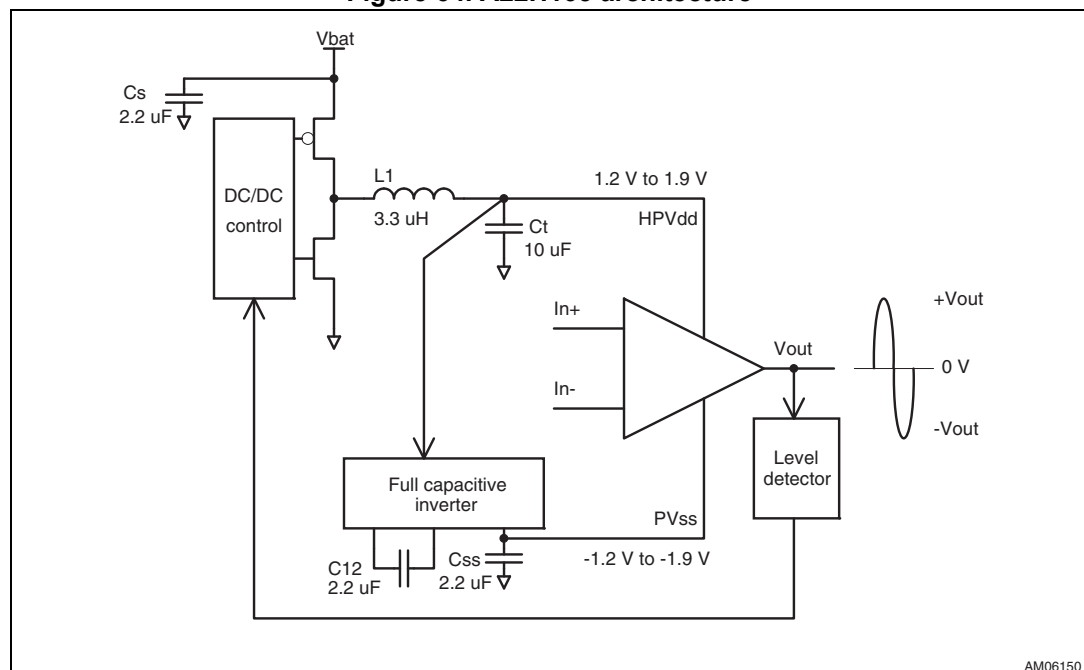 Vbat
Cs
2.2 uF
DC/DC
control
L1
3.3 uH
1.2 V to 1.9 V
HPVdd
Ct
10 uF
In+
In-
Vout
+Vout
0 V
-Vout
Level
detector
Full capacitive
inverter
PVss
-1.2 V to -1.9 V
C12
2.2 uF
Css
2.2 uF
AM06150